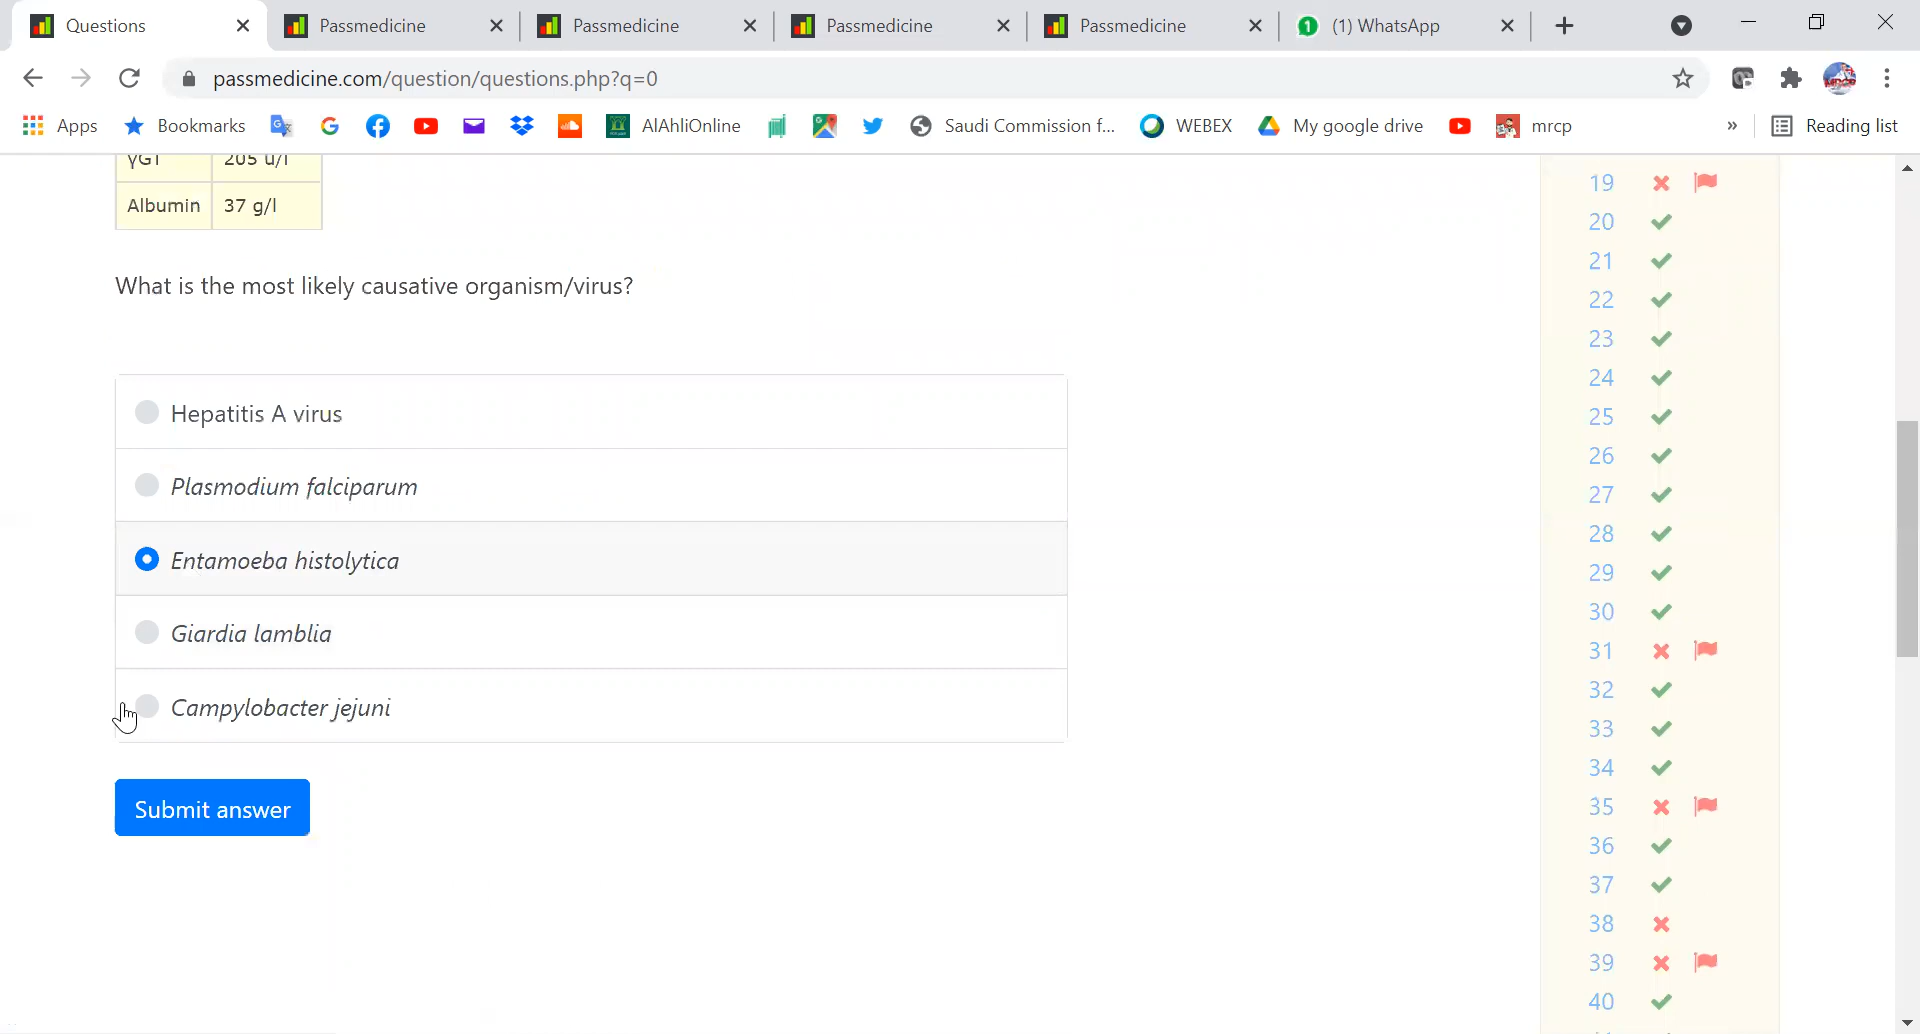 Questions
Passmedicine
Passmedicine
Passmedicine
Passmedicine
1 (1) WhatsApp
passmedicine.com/question/questions.php?q=0
Apps Bookmarks AlAhliOnline Saudi Commission f... WEBEX My google drive mrcp » Reading list
γGT 205 u/l
Albumin 37 g/l
What is the most likely causative organism/virus?
Hepatitis A virus
Plasmodium falciparum
Entamoeba histolytica
Giardia lamblia
Campylobacter jejuni
Submit answer
19
20
21
22
23
24
25
26
27
28
29
30
31
32
33
34
35
36
37
38
39
40